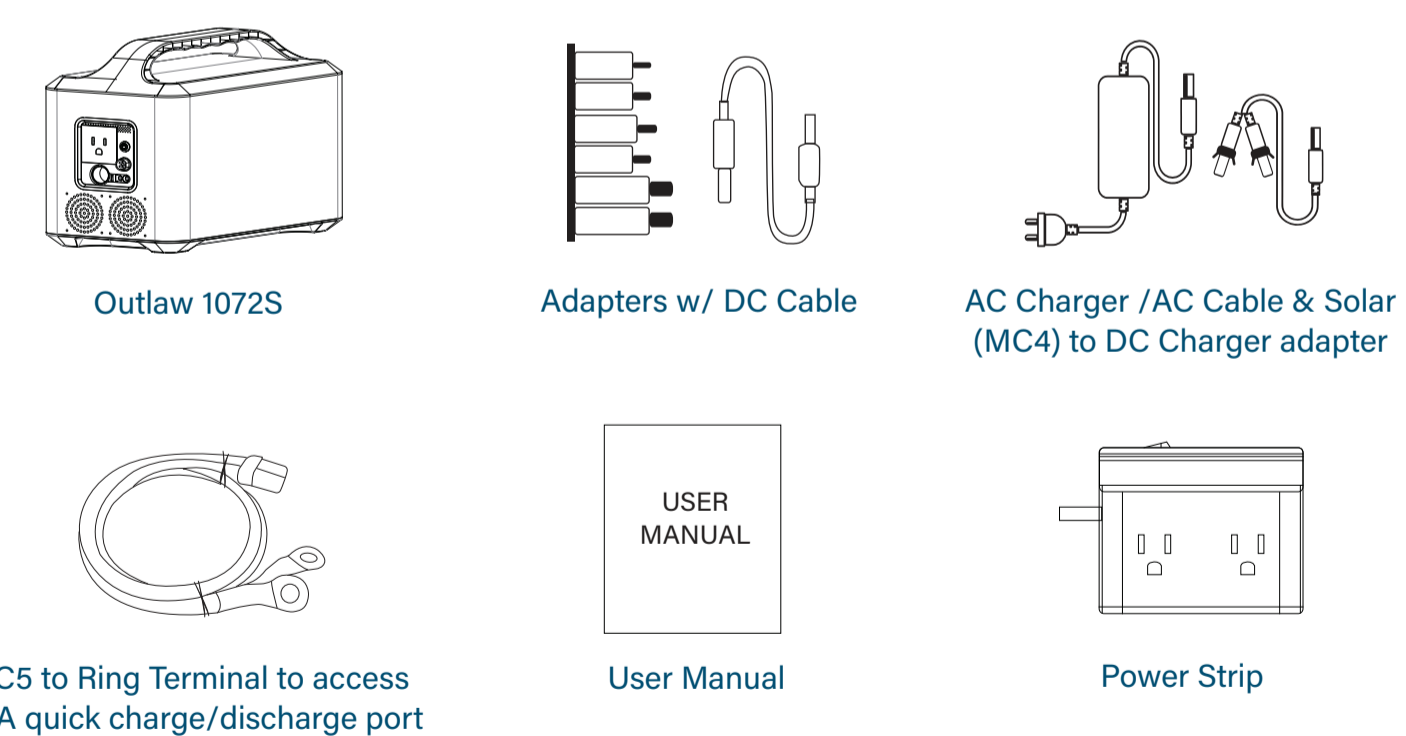 Outlaw 1072S
Adapters w/ DC Cable
AC Charger /AC Cable & Solar
(MC4) to DC Charger adapter
C5 to Ring Terminal to access
A quick charge/discharge port
USER
MANUAL
User Manual
Power Strip